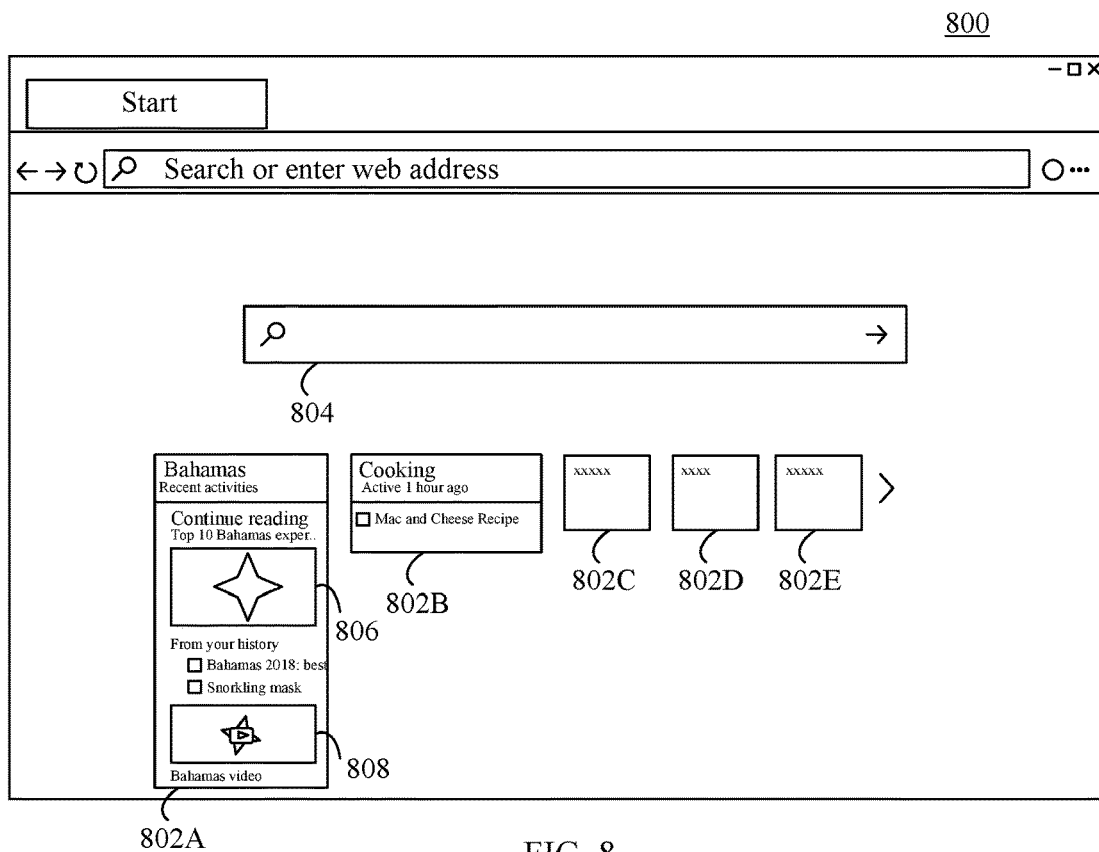 800
Start
Search or enter web address
804
Bahamas
Recent activities
Continue reading
Top 10 Bahamas exper..
806
From your history
Bahamas 2018: best
Snorkling mask
808
Bahamas video
802A
Cooking
Active 1 hour ago
Mac and Cheese Recipe
802B
xxxxx
802C
xxxx
802D
xxxxx
802E
FIG. 8